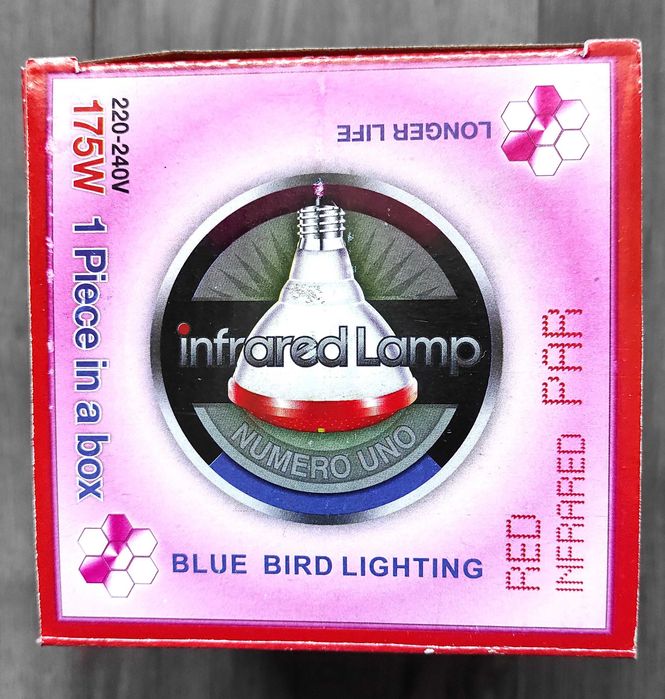 LONGER LIFE
220-240V
175W 1 Piece in a box
infrared Lamp
NUMERO UNO
BLUE BIRD LIGHTING
RED
INFRARED PAR